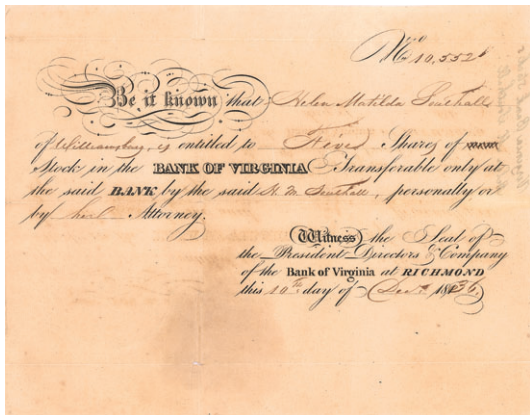 No 10,552
Be it known that Helen Matilda Southall
of Williamsburg, is entitled to Five Shares of
Stock in the BANK OF VIRGINIA Transferable only at
the said BANK by the said H. M. Southall, personally or
by her Attorney.
Witness the Seal of
the President Directors & Company
of the Bank of Virginia at RICHMOND
this 10th day of Decr. 1836